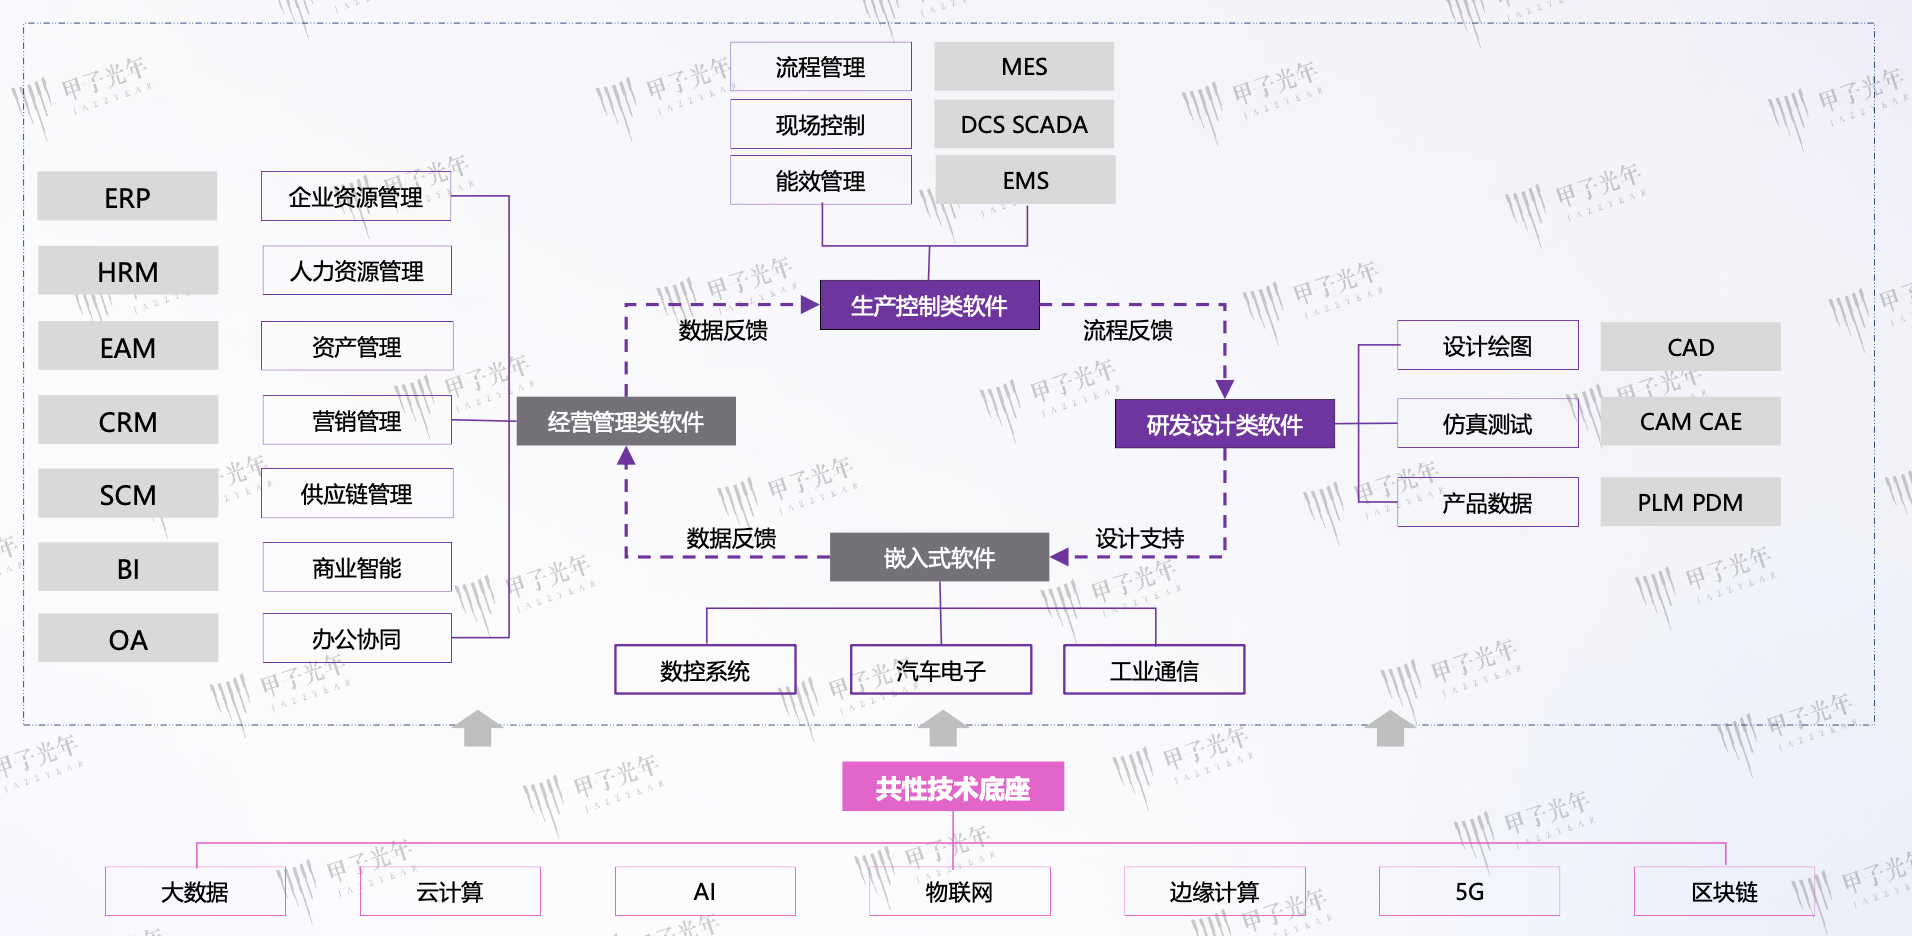 流程管理 MES
现场控制 DCS SCADA
能效管理 EMS
ERP 企业资源管理
HRM 人力资源管理
EAM 资产管理
CRM 营销管理
SCM 供应链管理
BI 商业智能
OA 办公协同
生产控制类软件
数据反馈
流程反馈
经营管理类软件
研发设计类软件
设计绘图 CAD
仿真测试 CAM CAE
产品数据 PLM PDM
数据反馈
设计支持
嵌入式软件
数控系统
汽车电子
工业通信
共性技术底座
大数据
云计算
AI
物联网
边缘计算
5G
区块链
甲子光年
JAZZYEAR